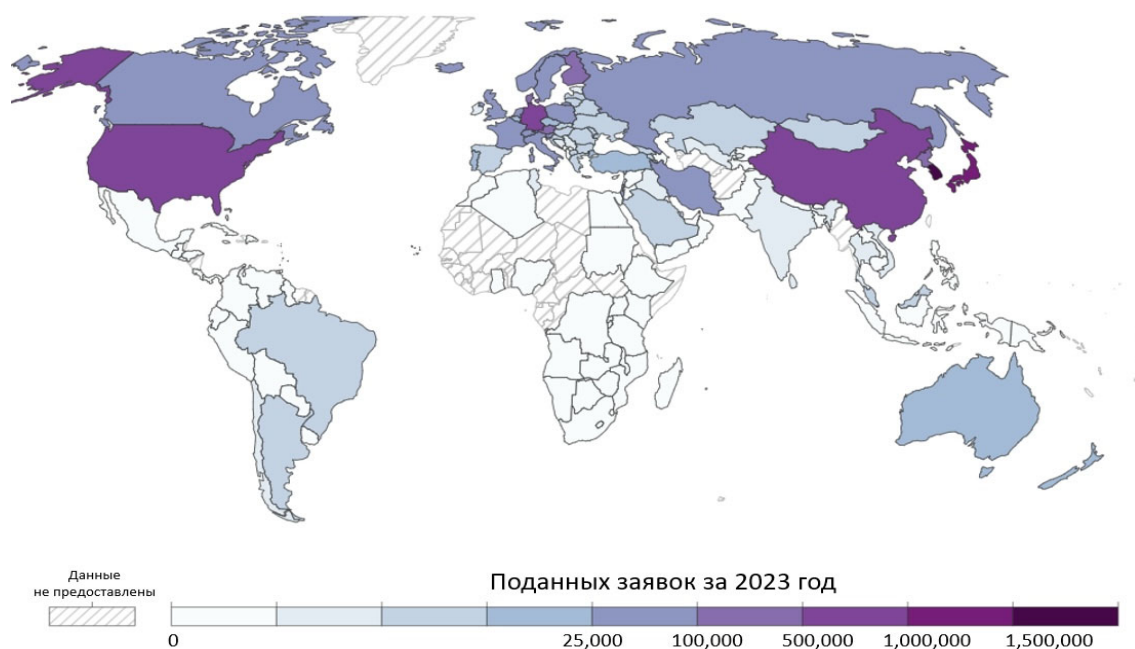 Данные
не предоставлены
Поданных заявок за 2023 год
0 25,000 100,000 500,000 1,000,000 1,500,000